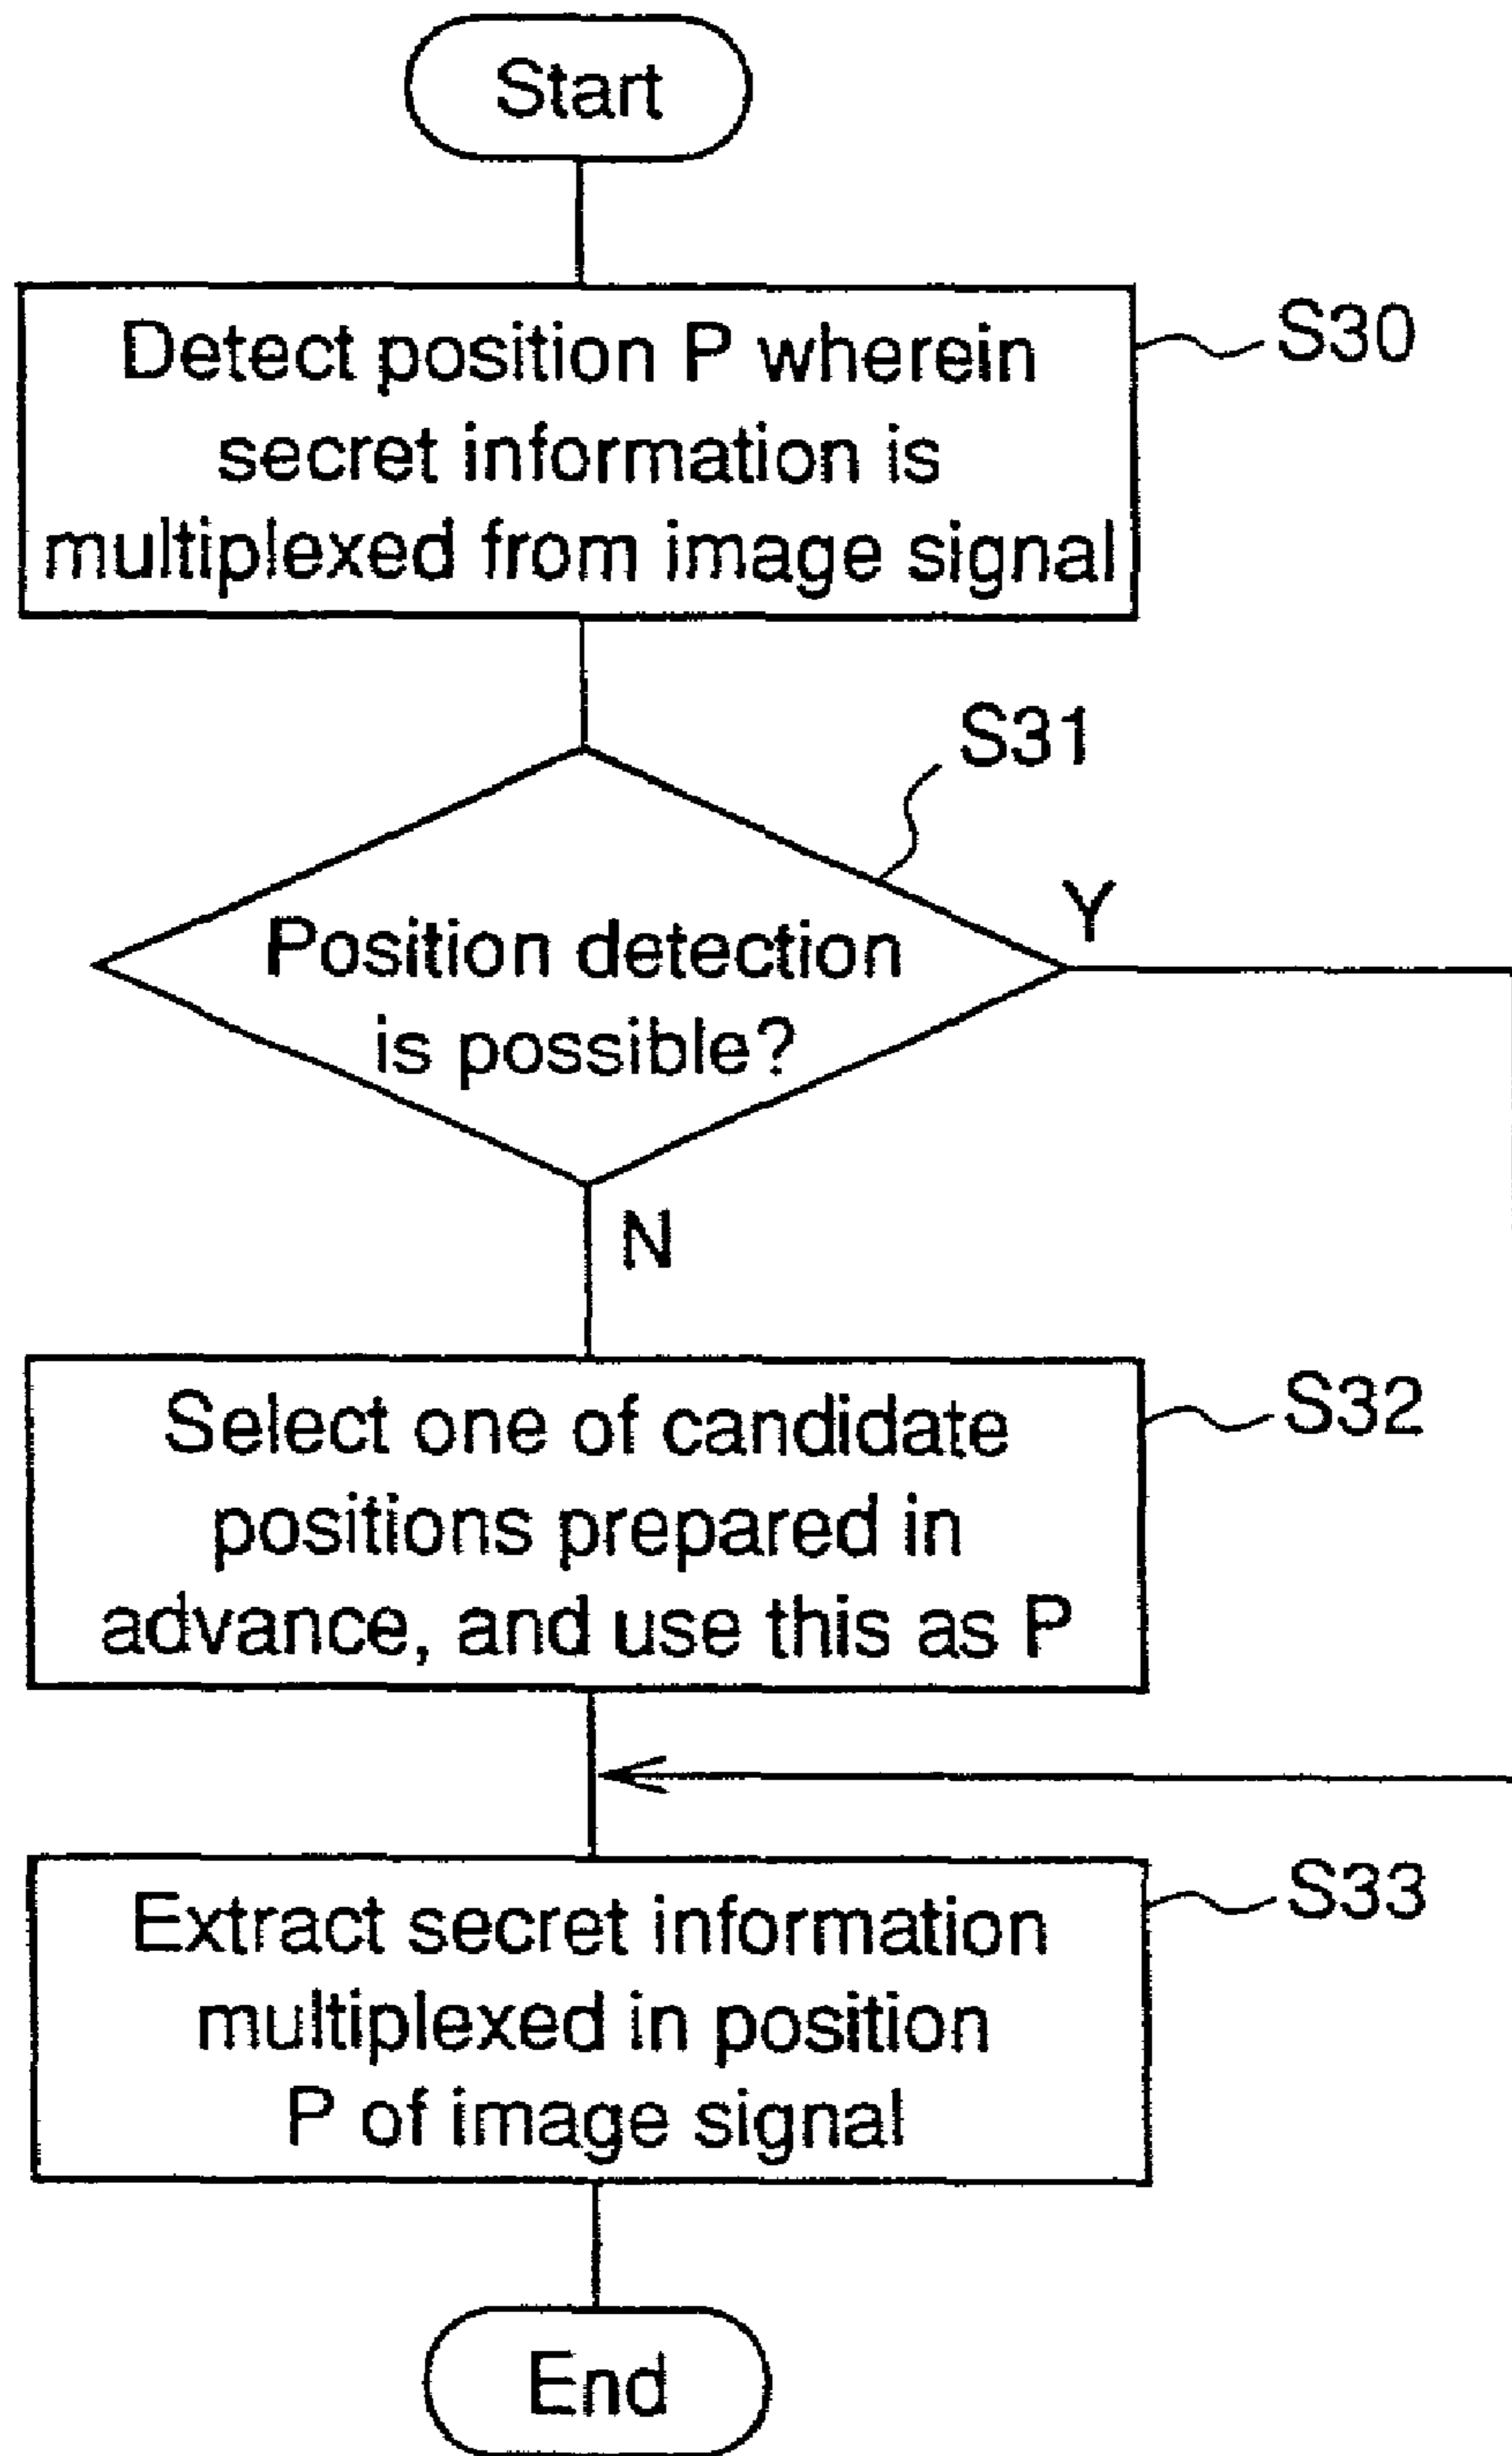 Start
Detect position P wherein
secret information is
multiplexed from image signal
S30
S31
Position detection
is possible?
Y
N
Select one of candidate
positions prepared in
advance, and use this as P
S32
Extract secret information
multiplexed in position
P of image signal
S33
End